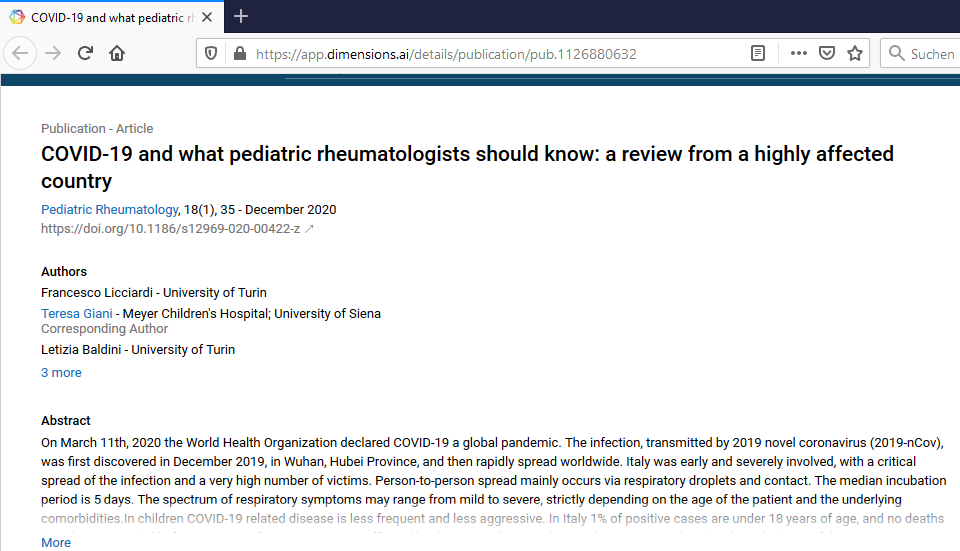 COVID-19 and what pediatric r
https://app.dimensions.ai/details/publication/pub.1126880632
Suchen
Publication - Article
COVID-19 and what pediatric rheumatologists should know: a review from a highly affected
country
Pediatric Rheumatology, 18(1), 35 - December 2020
https://doi.org/10.1186/s12969-020-00422-z ↗
Authors
Francesco Licciardi - University of Turin
Teresa Giani - Meyer Children's Hospital; University of Siena
Corresponding Author
Letizia Baldini - University of Turin
3 more
Abstract
On March 11th, 2020 the World Health Organization declared COVID-19 a global pandemic. The infection, transmitted by 2019 novel coronavirus (2019-nCov),
was first discovered in December 2019, in Wuhan, Hubei Province, and then rapidly spread worldwide. Italy was early and severely involved, with a critical
spread of the infection and a very high number of victims. Person-to-person spread mainly occurs via respiratory droplets and contact. The median incubation
period is 5 days. The spectrum of respiratory symptoms may range from mild to severe, strictly depending on the age of the patient and the underlying
comorbidities.In children COVID-19 related disease is less frequent and less aggressive. In Italy 1% of positive cases are under 18 years of age, and no deaths
More